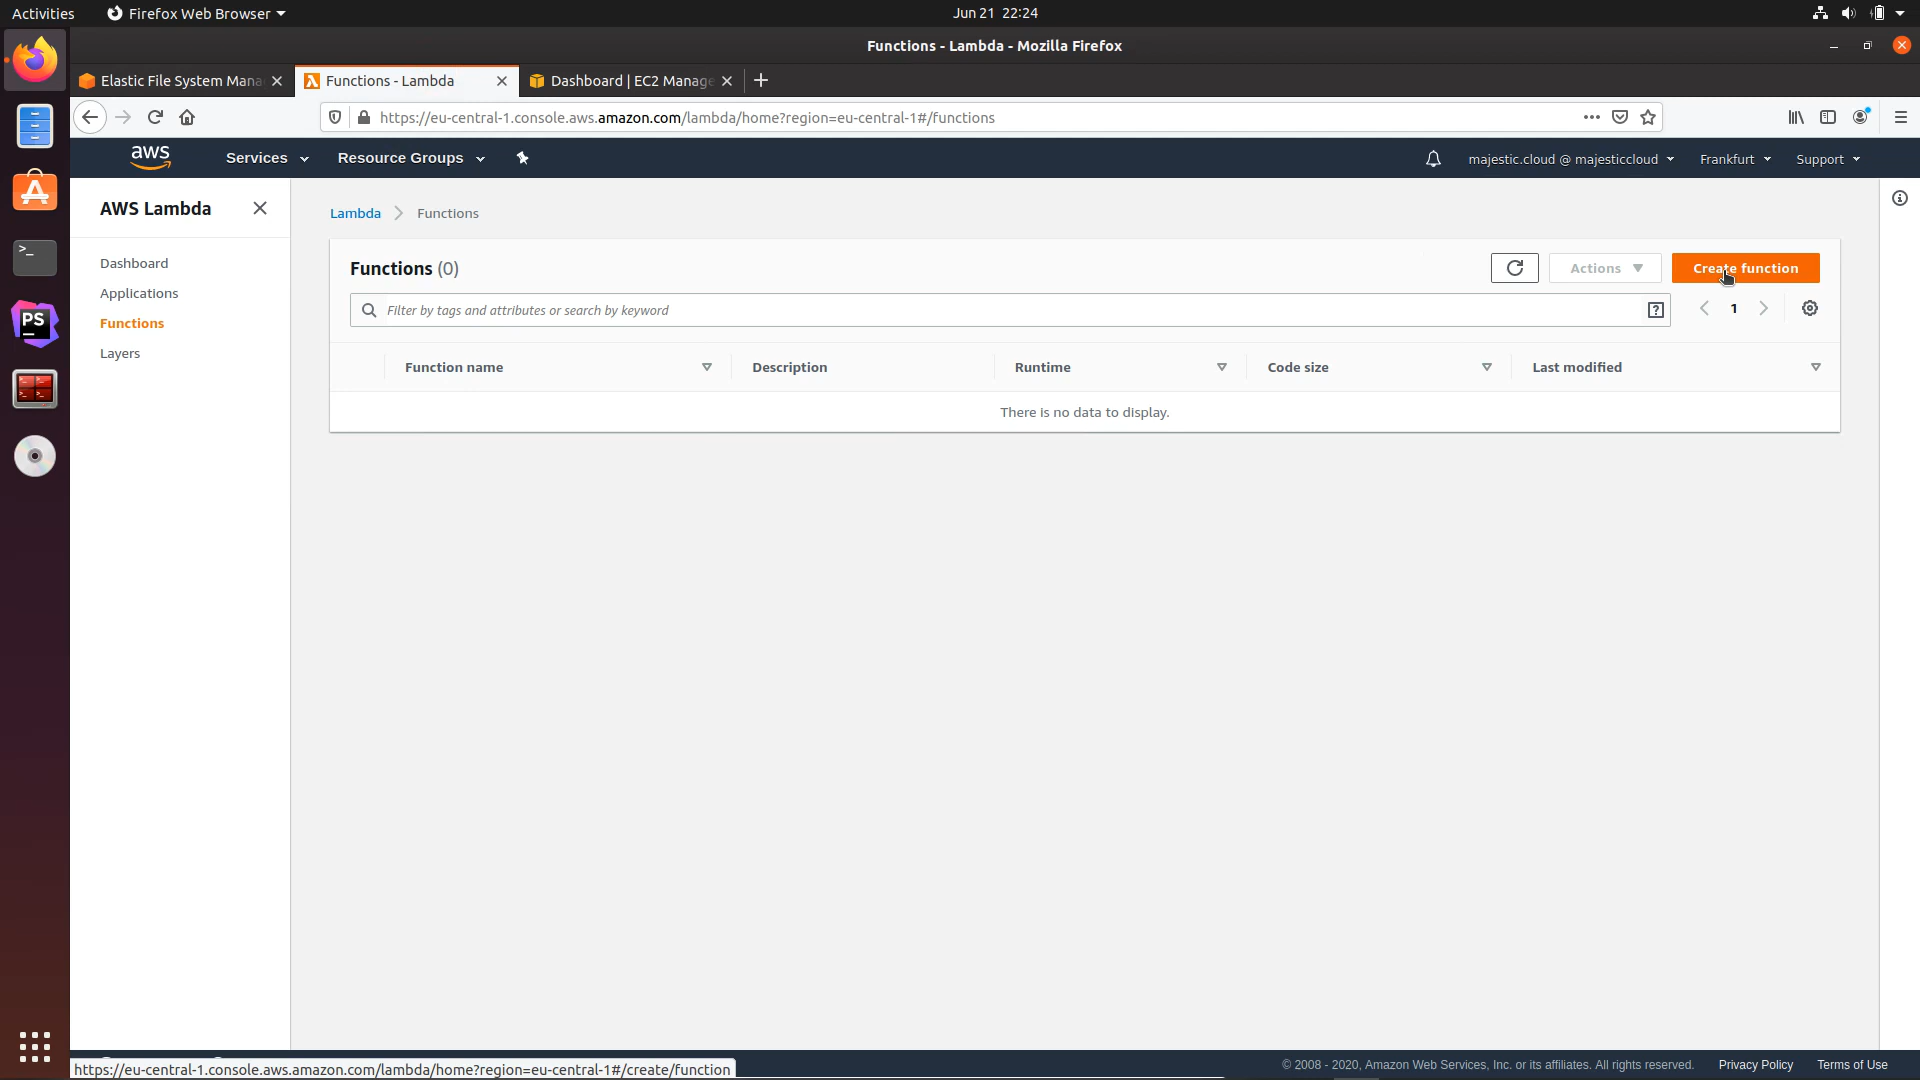 Activities
Firefox Web Browser
Jun 21 22:24
Functions - Lambda - Mozilla Firefox
Elastic File System Mana
Functions - Lambda
Dashboard | EC2 Manage
https://eu-central-1.console.aws.amazon.com/lambda/home?region=eu-central-1#/functions
aws
Services
Resource Groups
majestic.cloud @ majesticcloud
Frankfurt
Support
AWS Lambda
Dashboard
Applications
Functions
Layers
Lambda
Functions
Functions (0)
Actions
Create function
Filter by tags and attributes or search by keyword
?
1
Function name
Description
Runtime
Code size
Last modified
There is no data to display.
PS
>_
https://eu-central-1.console.aws.amazon.com/lambda/home?region=eu-central-1#/create/function
© 2008 - 2020, Amazon Web Services, Inc. or its affiliates. All rights reserved.
Privacy Policy
Terms of Use